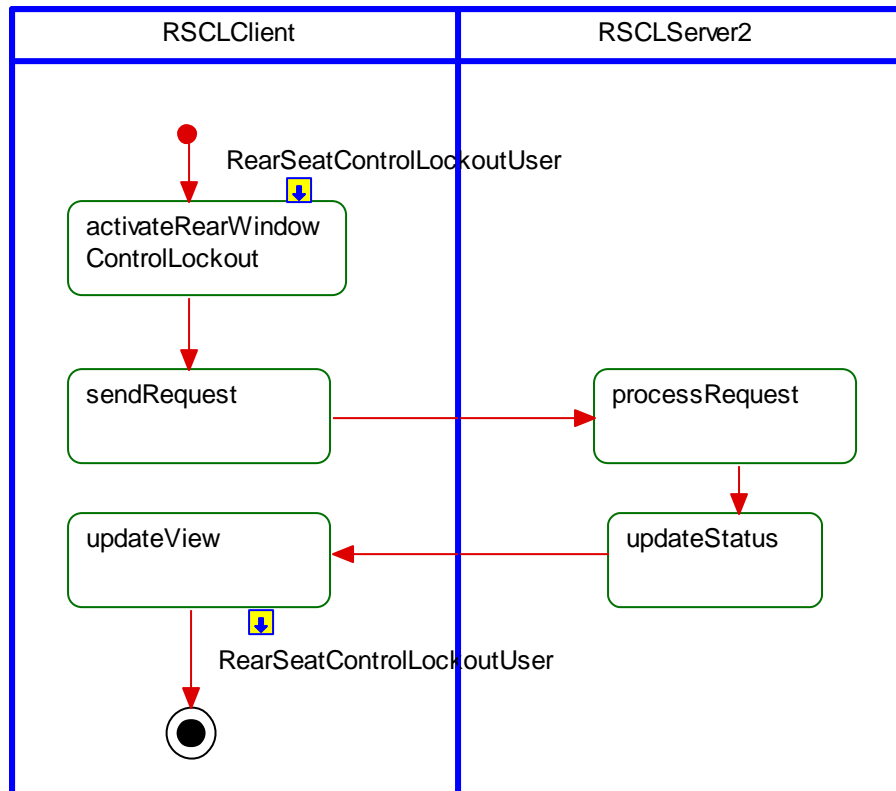 RSCLClient
RSCLServer2
RearSeatControlLockoutUser
activateRearWindow
ControlLockout
sendRequest
processRequest
updateView
updateStatus
RearSeatControlLockoutUser